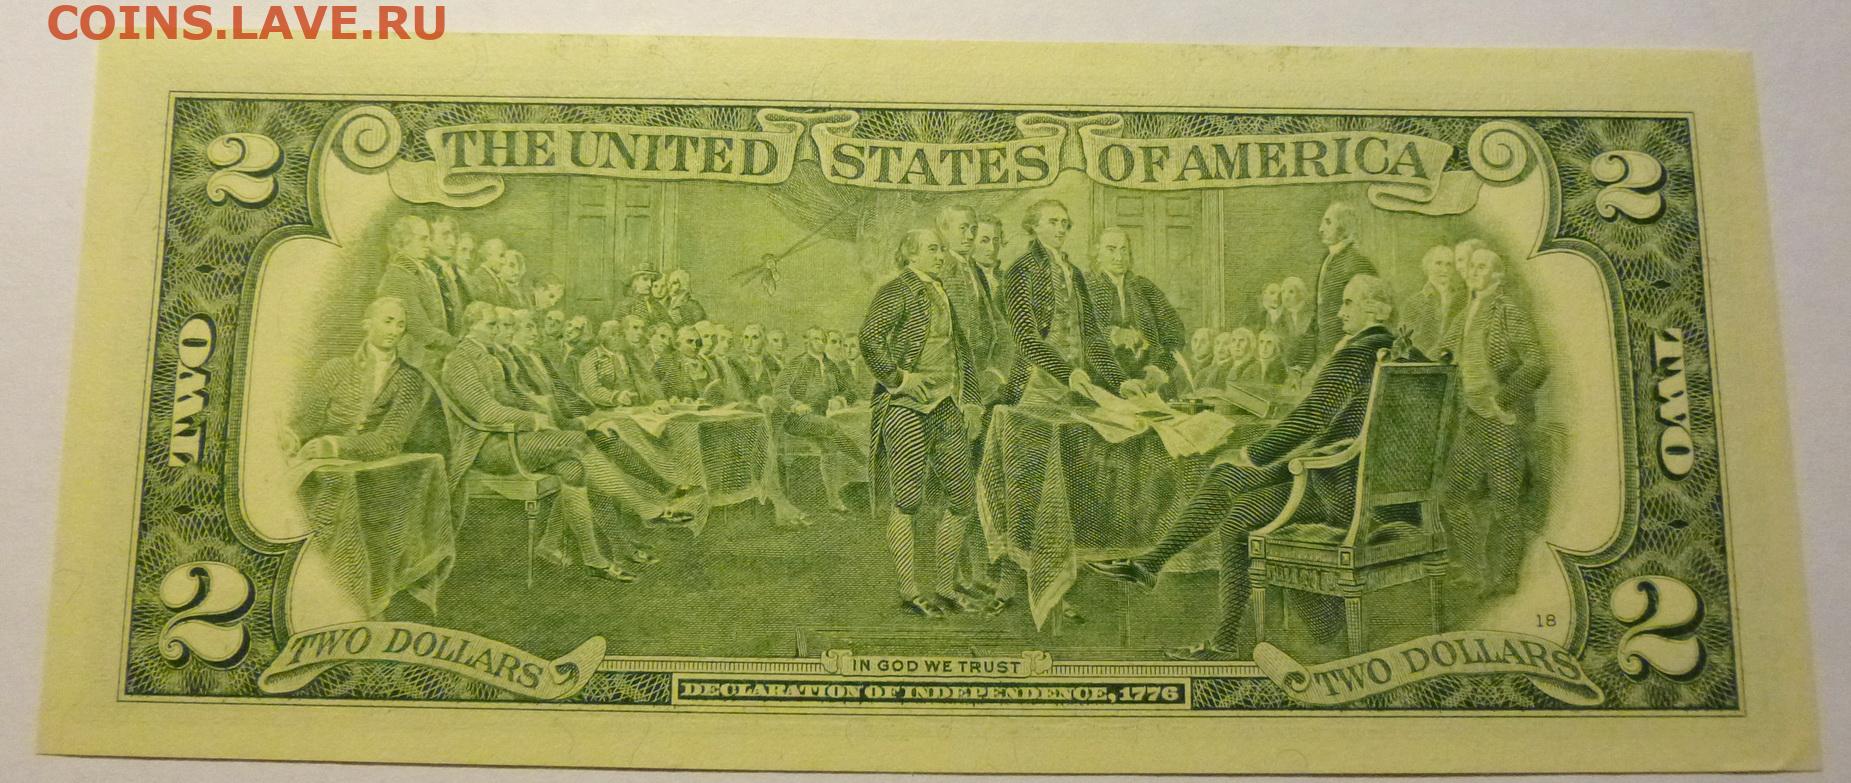 COINS.LAVE.RU
2 THE UNITED STATES OF AMERICA 2
TWO
TWO
18
2 TWO DOLLARS
IN GOD WE TRUST
TWO DOLLARS 2
DECLARATION OF INDEPENDENCE, 1776